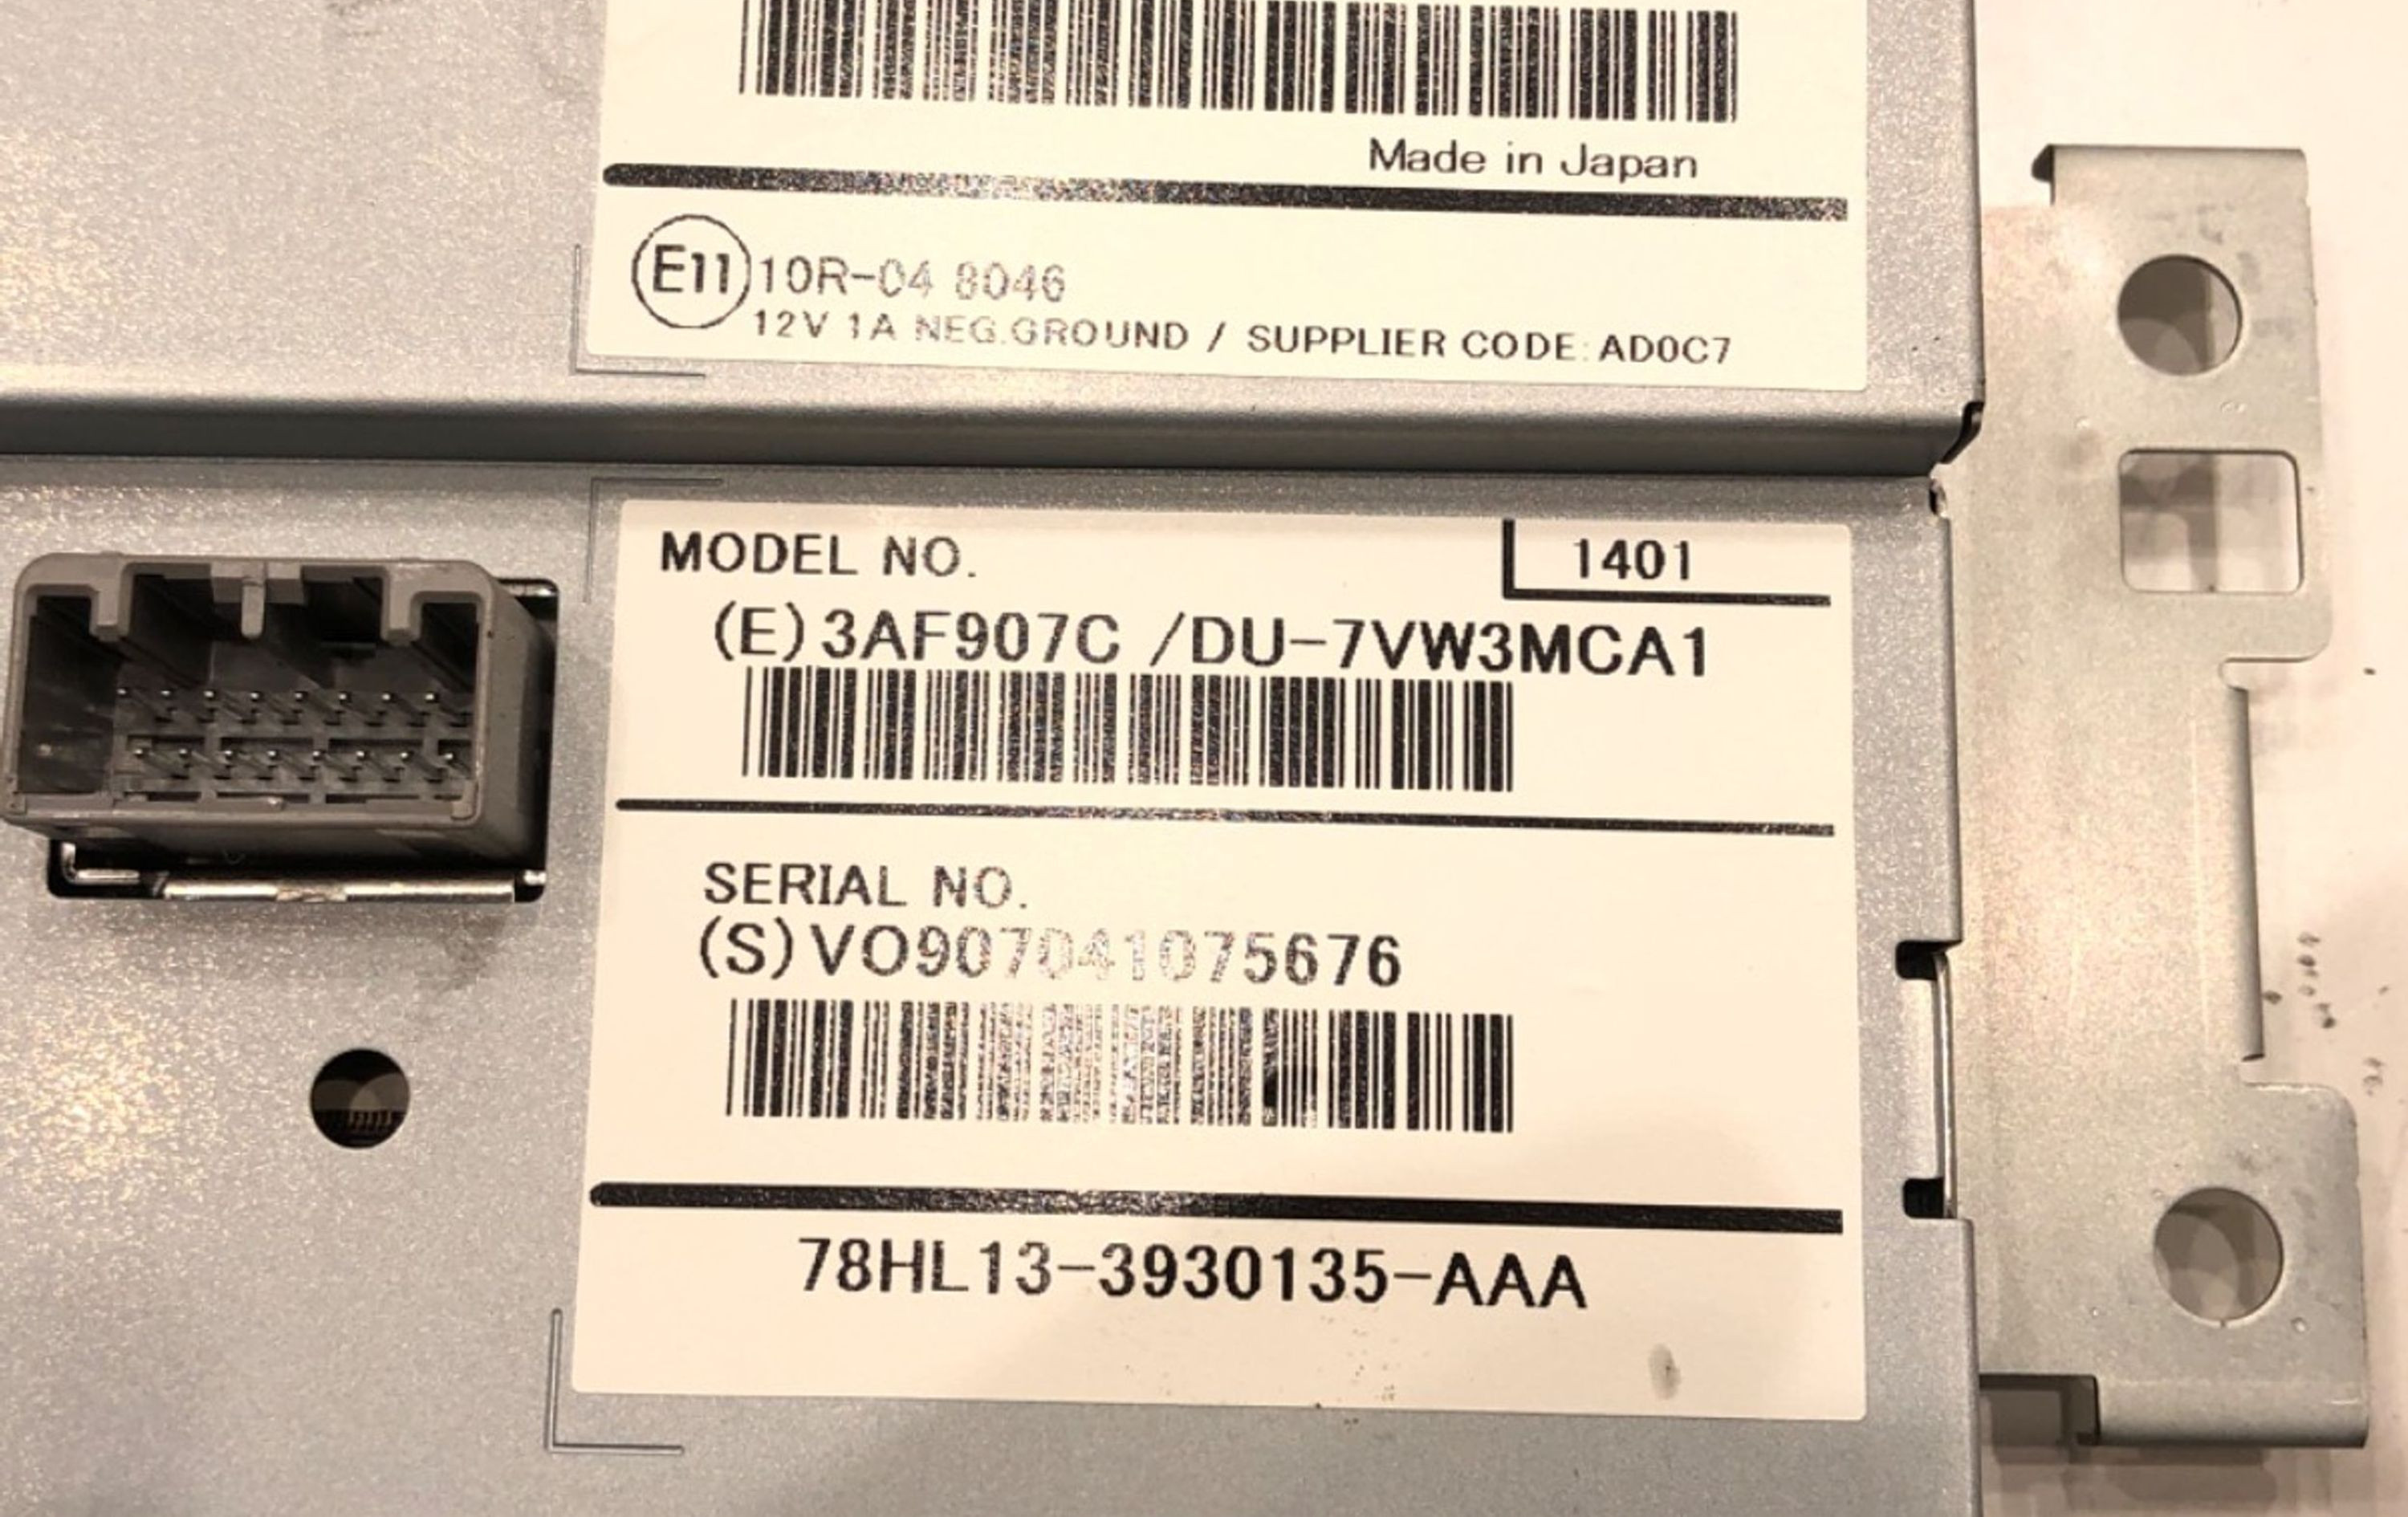 Made in Japan
E11 10R-04 8046
12V 1A NEG.GROUND / SUPPLIER CODE: AD0C7
MODEL NO.
1401
(E)3AF907C /DU-7VW3MCA1
SERIAL NO.
(S)VO907041075676
78HL13-3930135-AAA